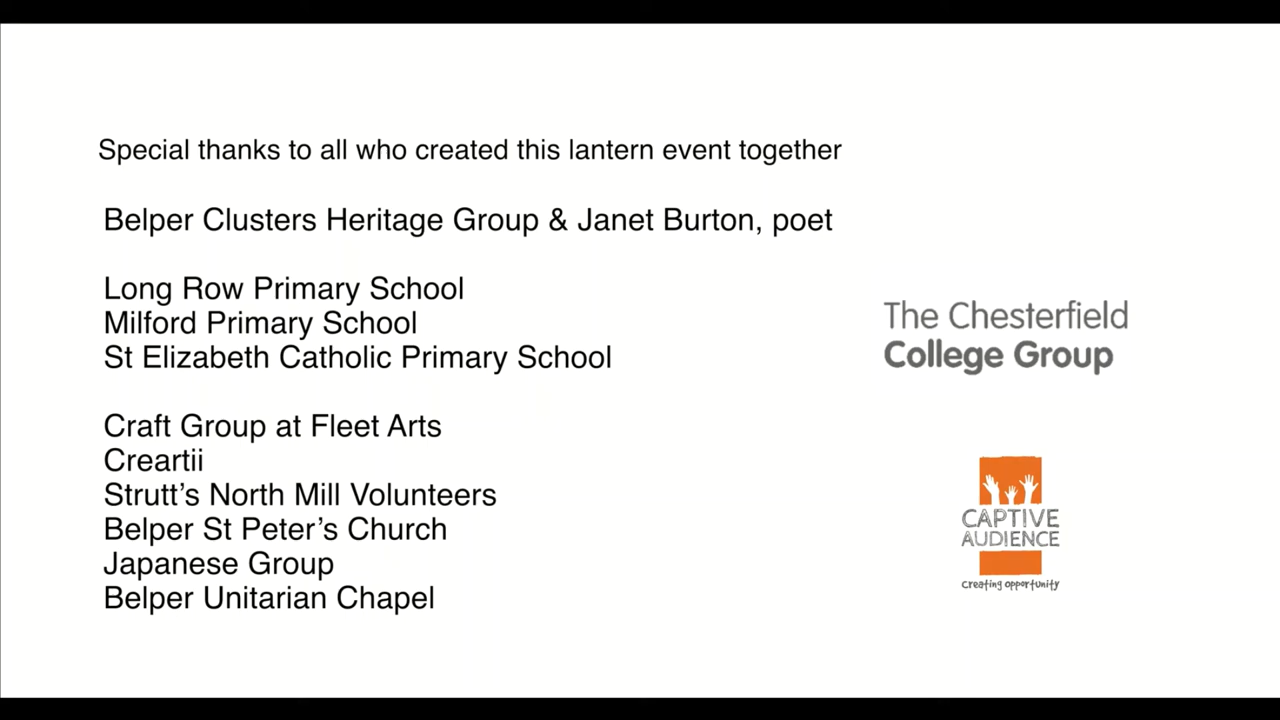 Special thanks to all who created this lantern event together
Belper Clusters Heritage Group & Janet Burton, poet
Long Row Primary School
Milford Primary School
St Elizabeth Catholic Primary School
Craft Group at Fleet Arts
Creartii
Strutt’s North Mill Volunteers
Belper St Peter’s Church
Japanese Group
Belper Unitarian Chapel
The Chesterfield
College Group
CAPTIVE
AUDIENCE
creating opportunity